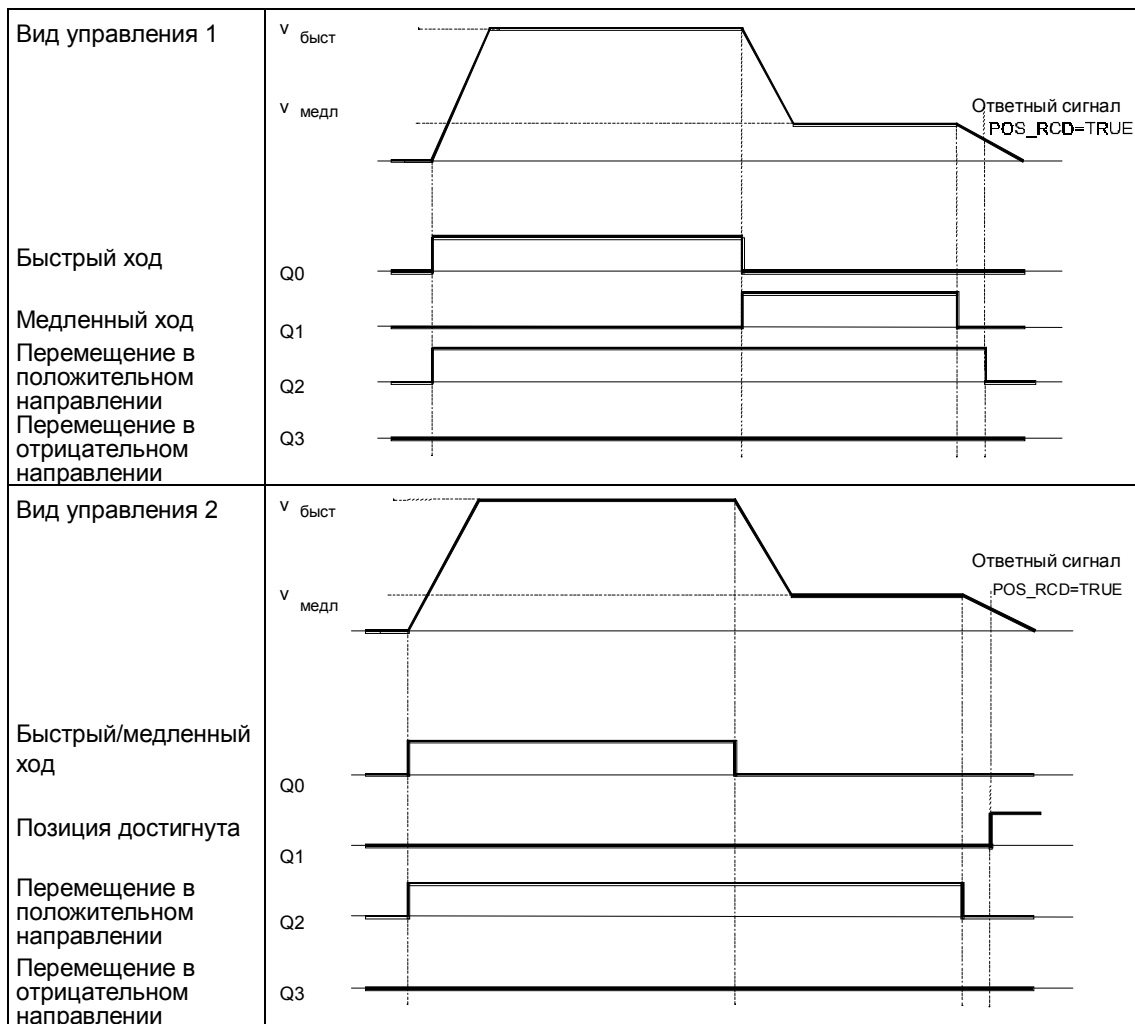 Вид управления 1
v быст
v медл
Ответный сигнал
POS_RCD=TRUE
Быстрый ход
Q0
Медленный ход
Q1
Перемещение в
положительном
направлении
Q2
Перемещение в
отрицательном
направлении
Q3
Вид управления 2
v быст
Ответный сигнал
v медл
POS_RCD=TRUE
Быстрый/медленный
ход
Q0
Позиция достигнута
Q1
Перемещение в
положительном
направлении
Q2
Перемещение в
отрицательном
направлении
Q3